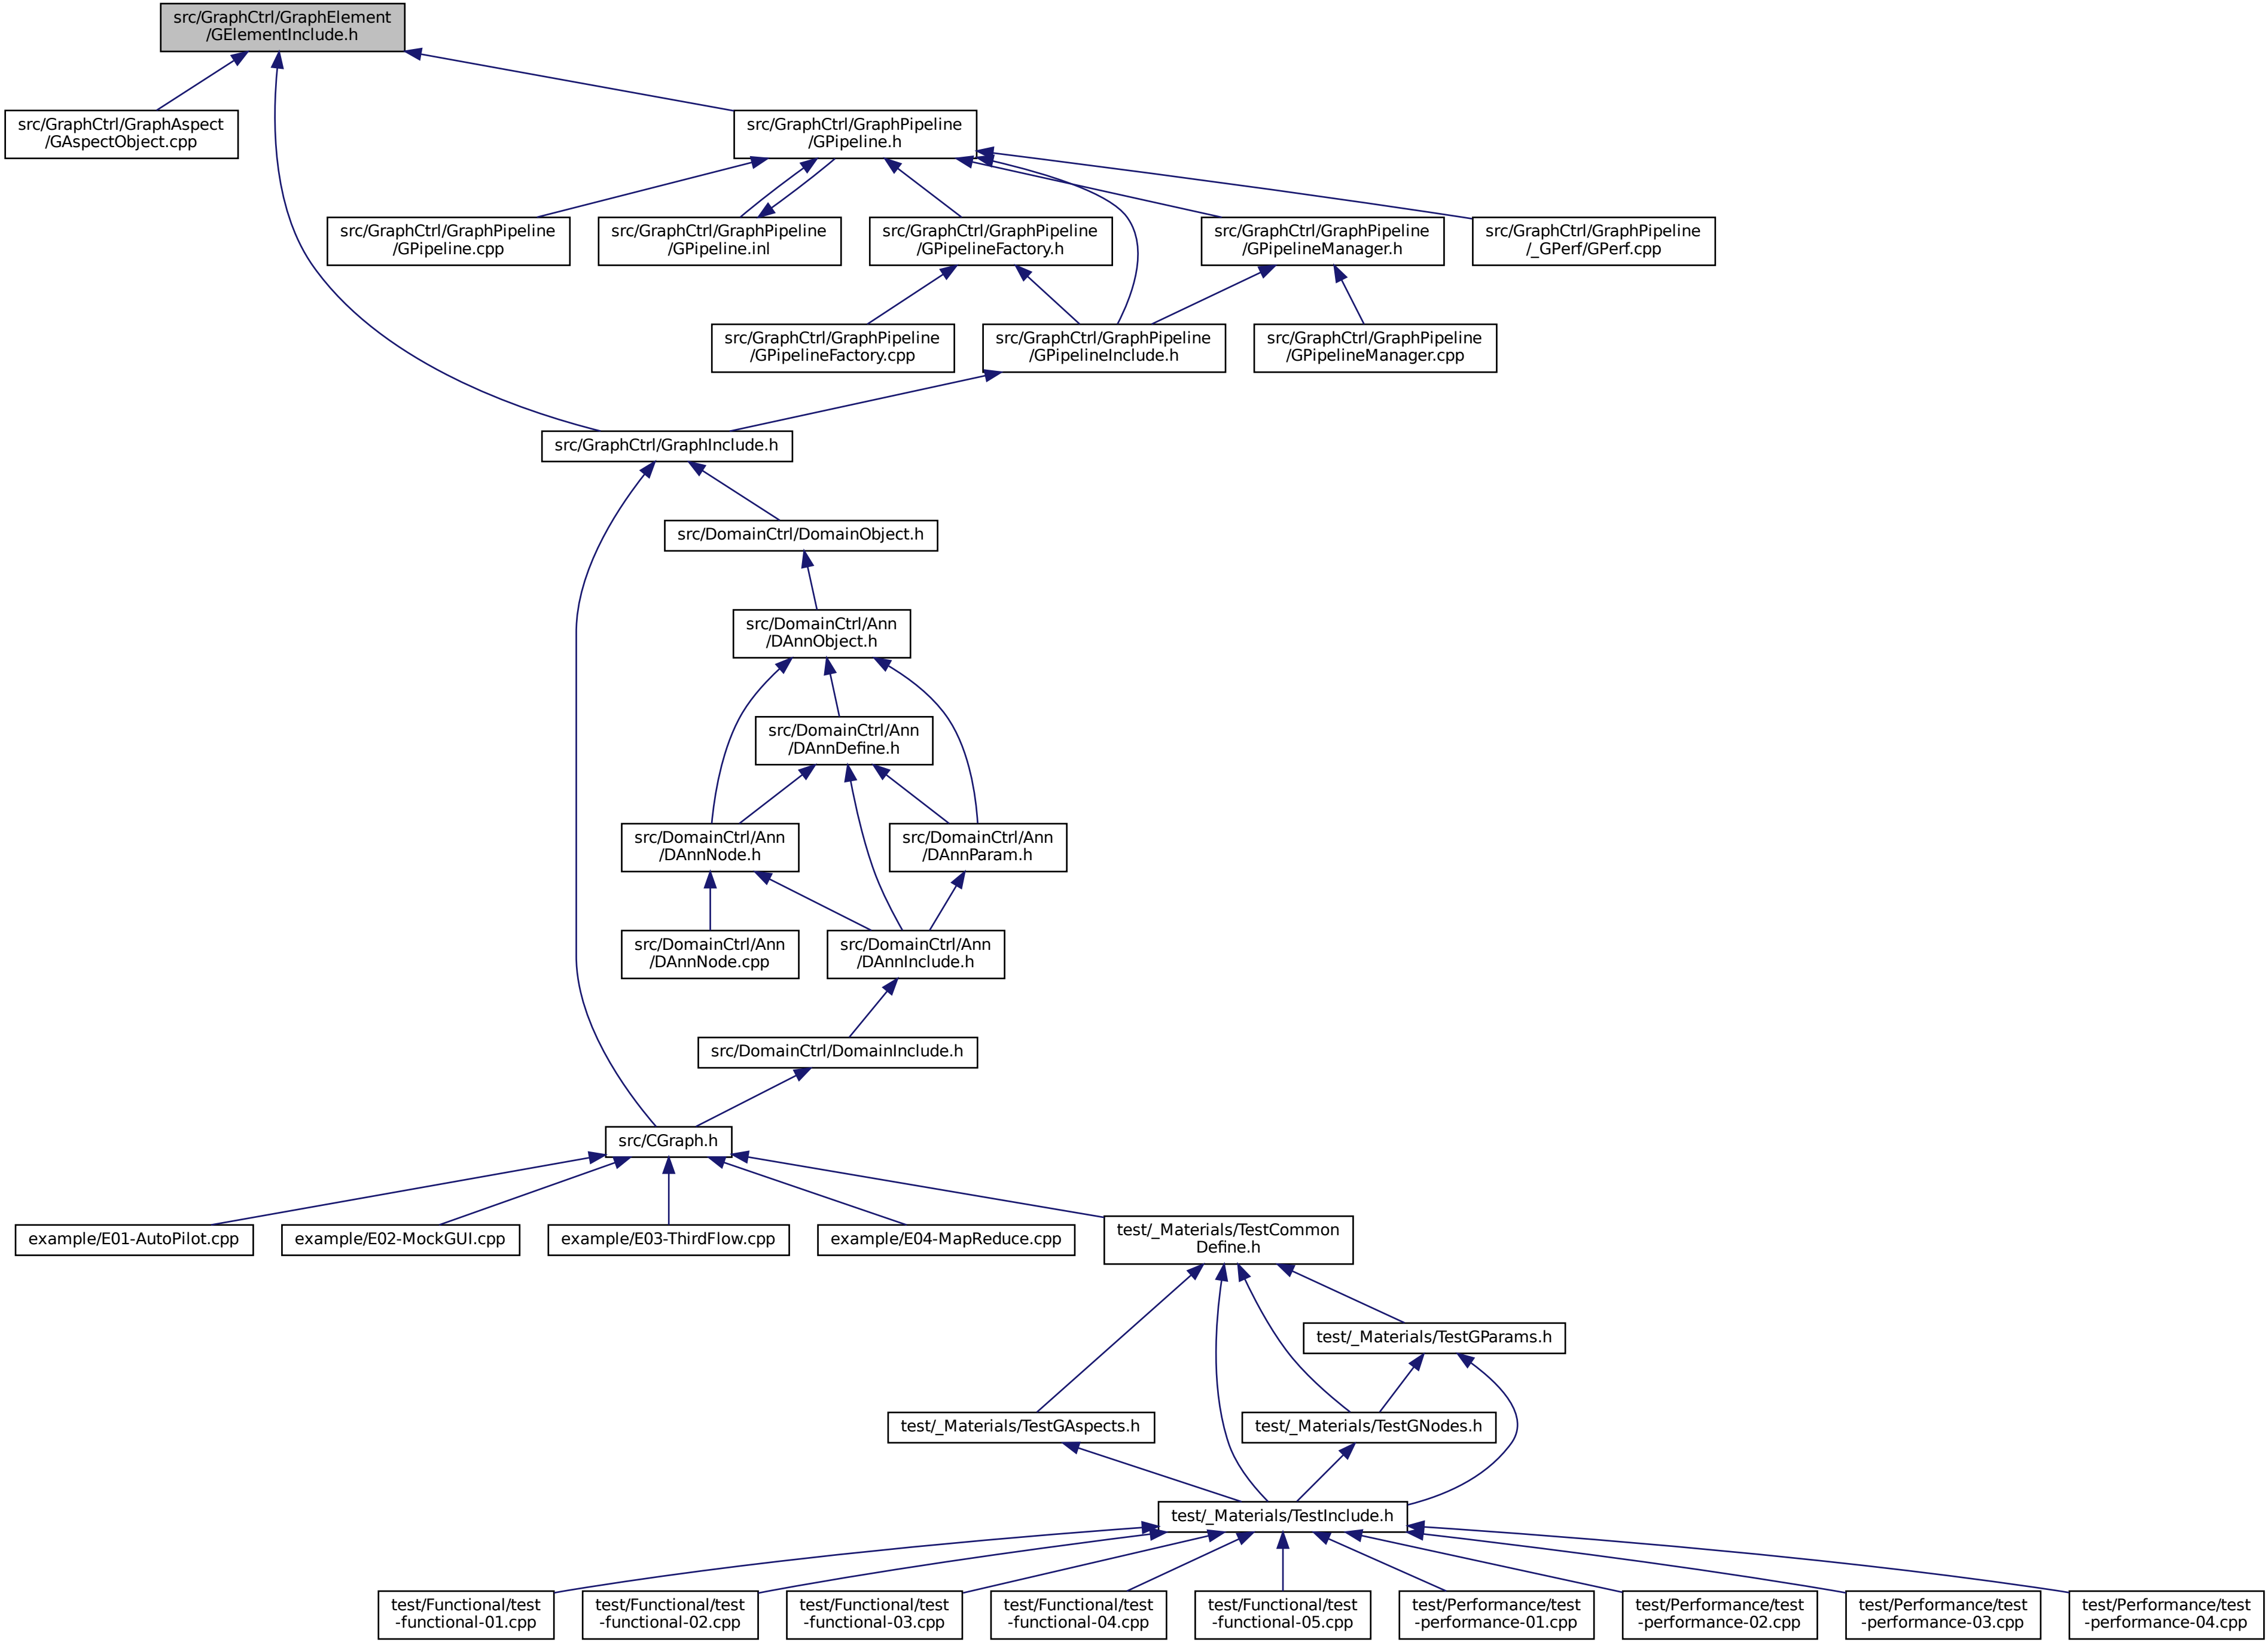 src/GraphCtrl/GraphElement
/GElementInclude.h
src/GraphCtrl/GraphAspect
/GAspectObject.cpp
src/GraphCtrl/GraphPipeline
/GPipeline.h
src/GraphCtrl/GraphPipeline
/GPipeline.cpp
src/GraphCtrl/GraphPipeline
/GPipeline.inl
src/GraphCtrl/GraphPipeline
/GPipelineFactory.h
src/GraphCtrl/GraphPipeline
/GPipelineManager.h
src/GraphCtrl/GraphPipeline
/_GPerf/GPerf.cpp
src/GraphCtrl/GraphPipeline
/GPipelineFactory.cpp
src/GraphCtrl/GraphPipeline
/GPipelineInclude.h
src/GraphCtrl/GraphPipeline
/GPipelineManager.cpp
src/GraphCtrl/GraphInclude.h
src/DomainCtrl/DomainObject.h
src/DomainCtrl/Ann
/DAnnObject.h
src/DomainCtrl/Ann
/DAnnDefine.h
src/DomainCtrl/Ann
/DAnnNode.h
src/DomainCtrl/Ann
/DAnnParam.h
src/DomainCtrl/Ann
/DAnnNode.cpp
src/DomainCtrl/Ann
/DAnnInclude.h
src/DomainCtrl/DomainInclude.h
src/CGraph.h
example/E01-AutoPilot.cpp
example/E02-MockGUI.cpp
example/E03-ThirdFlow.cpp
example/E04-MapReduce.cpp
test/_Materials/TestCommon
Define.h
test/_Materials/TestGParams.h
test/_Materials/TestGAspects.h
test/_Materials/TestGNodes.h
test/_Materials/TestInclude.h
test/Functional/test
-functional-01.cpp
test/Functional/test
-functional-02.cpp
test/Functional/test
-functional-03.cpp
test/Functional/test
-functional-04.cpp
test/Functional/test
-functional-05.cpp
test/Performance/test
-performance-01.cpp
test/Performance/test
-performance-02.cpp
test/Performance/test
-performance-03.cpp
test/Performance/test
-performance-04.cpp